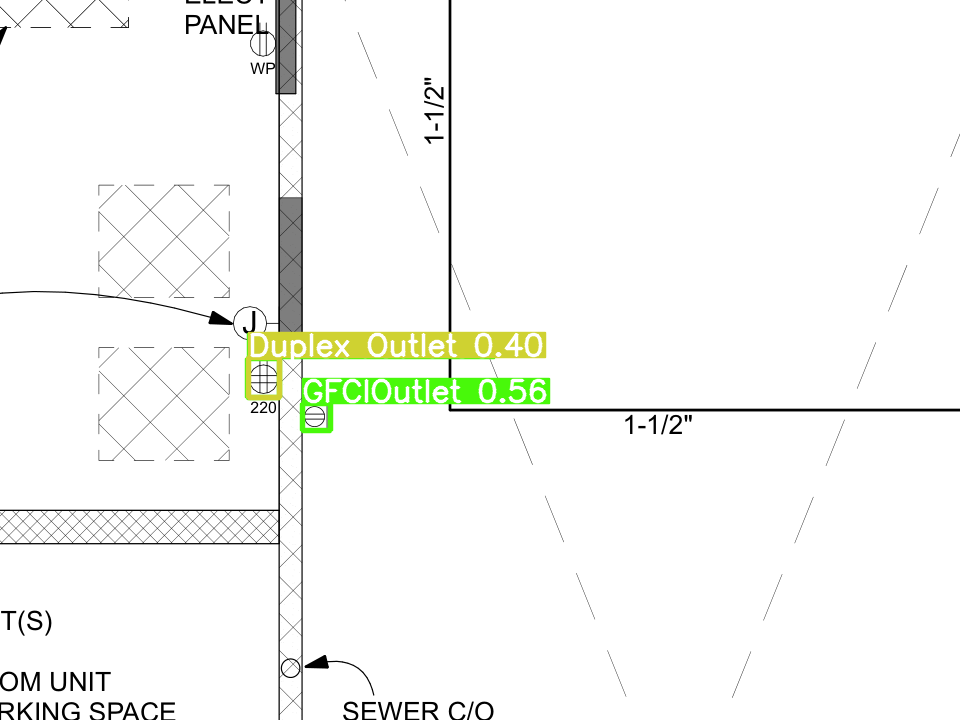 PANEL
WP
1-1/2"
J
Duplex Outlet 0.40
GFCIOutlet 0.56
220
1-1/2"
T(S)
OM UNIT
RKING SPACE
SEWER C/O